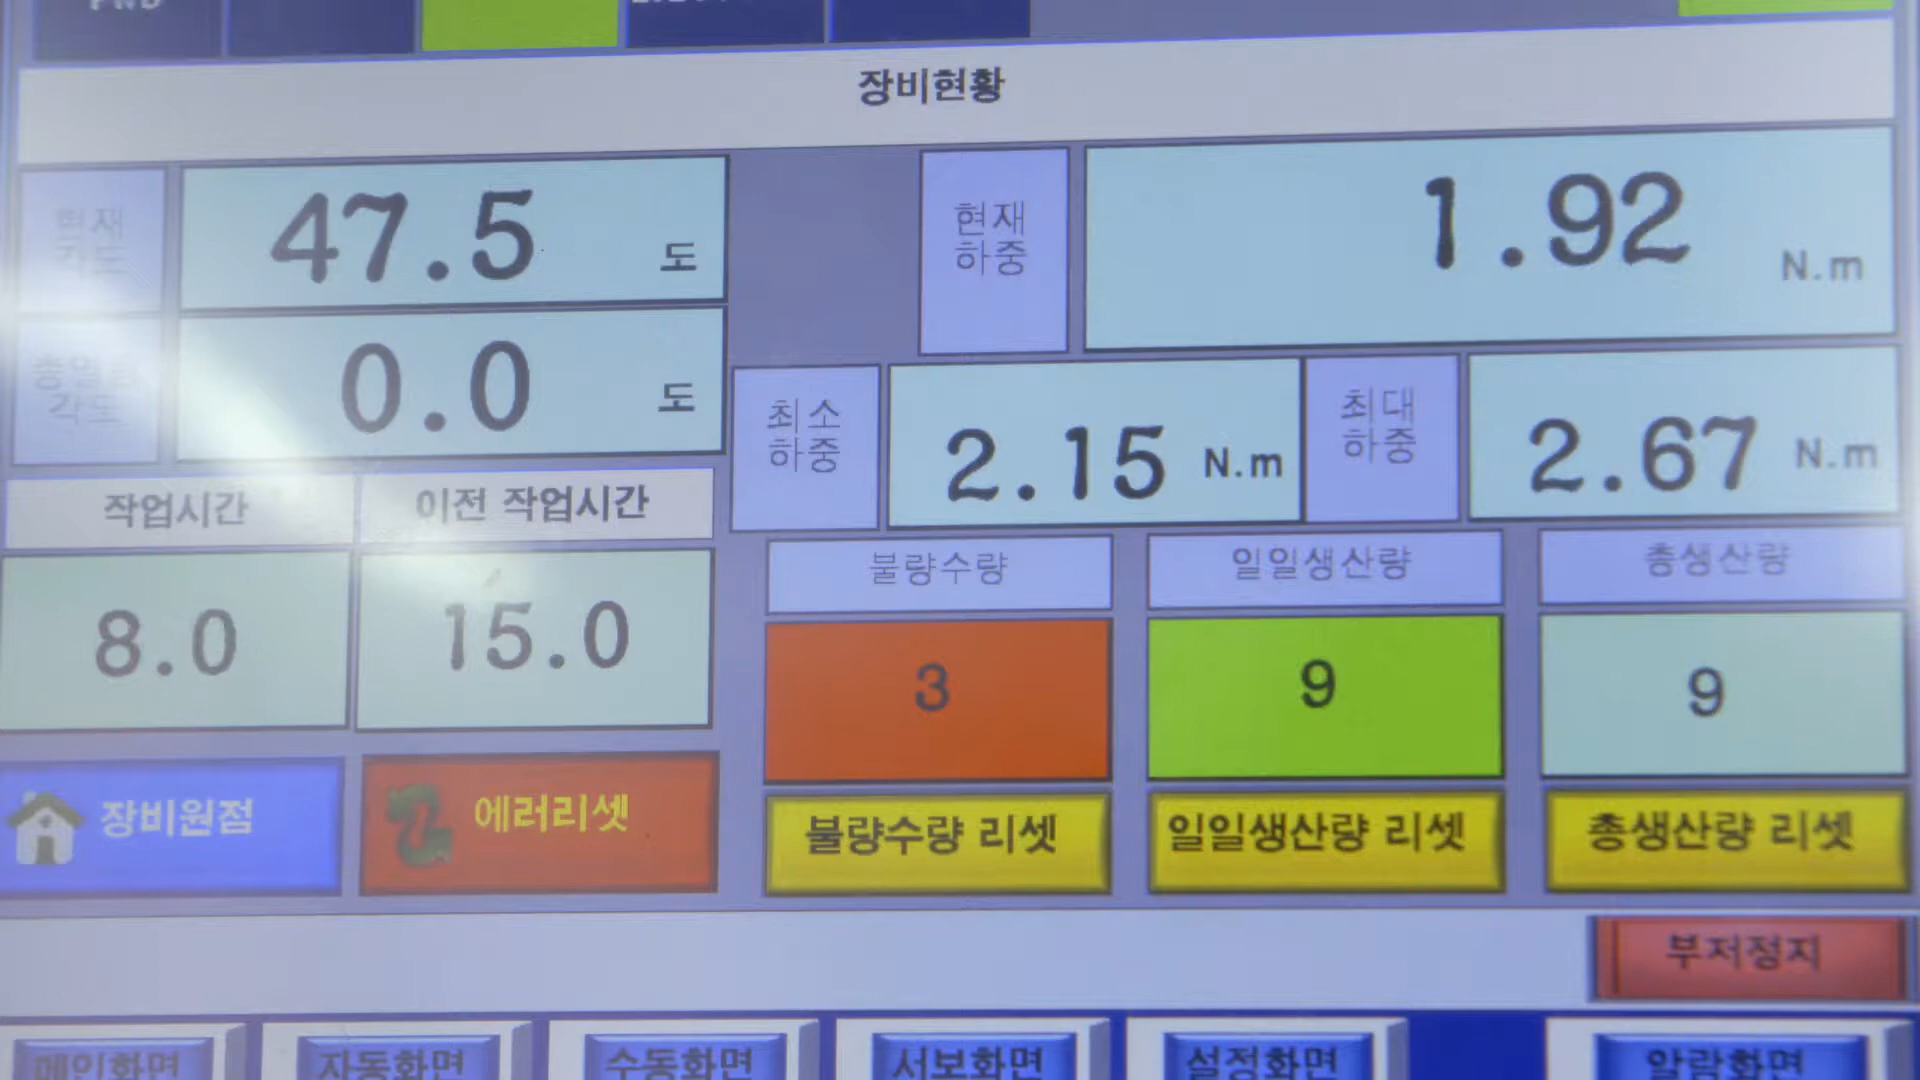 장비현황
현재
각도
47.5 도
현재
하중
1.92 N.m
각도
0.0 도
최소
하중
2.15 N.m
최대
하중
2.67 N.m
작업시간
이전 작업시간
8.0
15.0
불량수량
일일생산량
총생산량
3
9
9
장비원점
에러리셋
불량수량 리셋
일일생산량 리셋
총생산량 리셋
부저정지
메인화면
자동화면
수동화면
서보화면
설정화면
알람화면